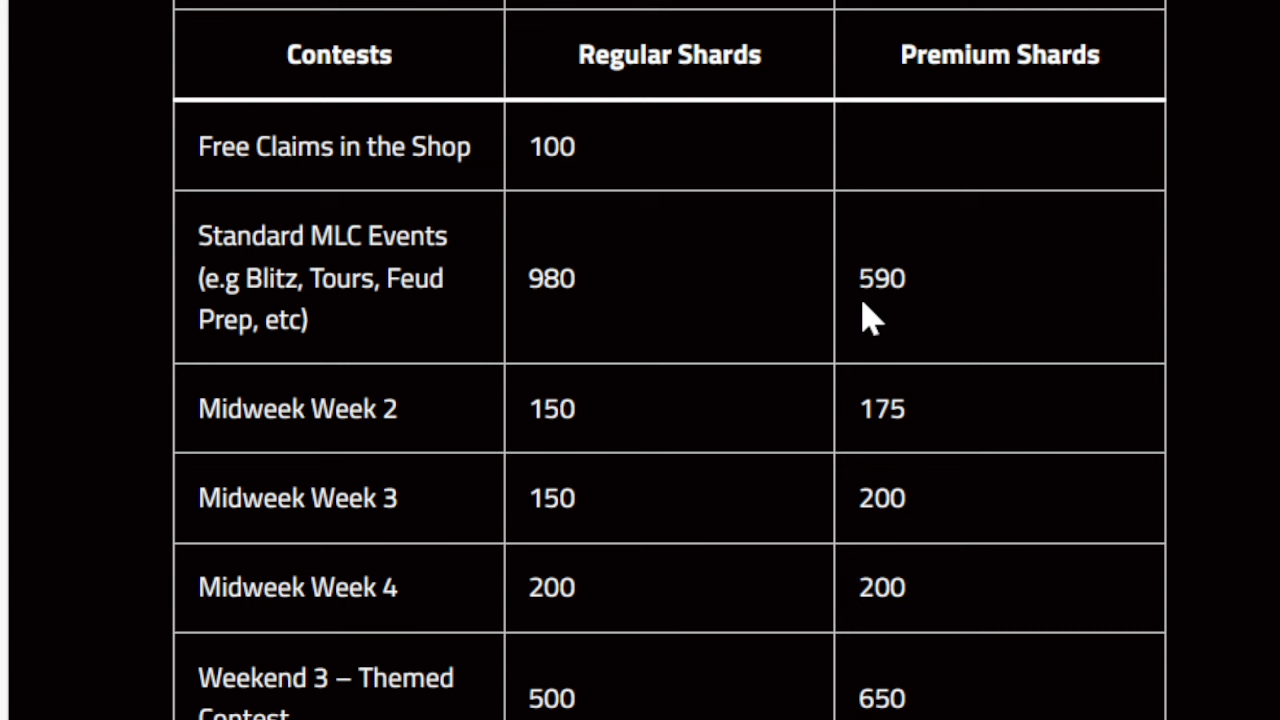 Contests Regular Shards Premium Shards
Free Claims in the Shop 100
Standard MLC Events
(e.g Blitz, Tours, Feud 980 590
Prep, etc)
Midweek Week 2 150 175
Midweek Week 3 150 200
Midweek Week 4 200 200
Weekend 3 – Themed
Contest 500 650